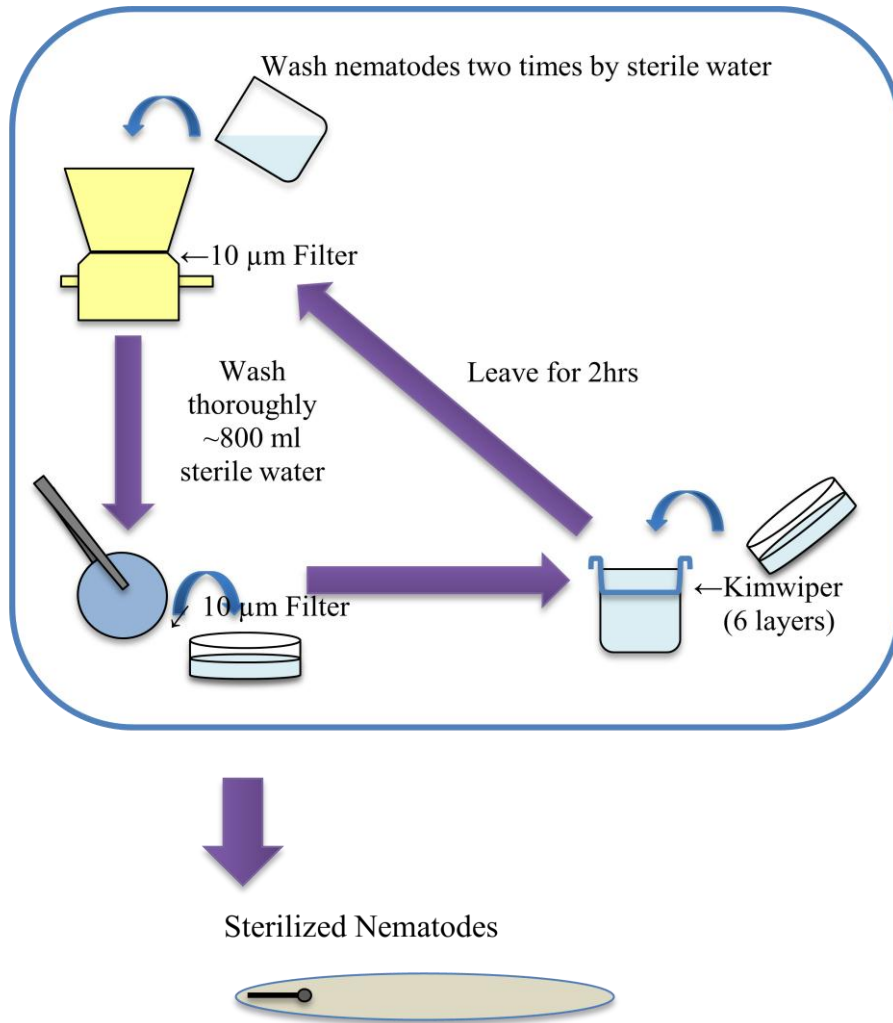 Wash nematodes two times by sterile water
←10 µm Filter
Wash
thoroughly
~800 ml
sterile water
Leave for 2hrs
10 µm Filter
←Kimwiper
(6 layers)
Sterilized Nematodes